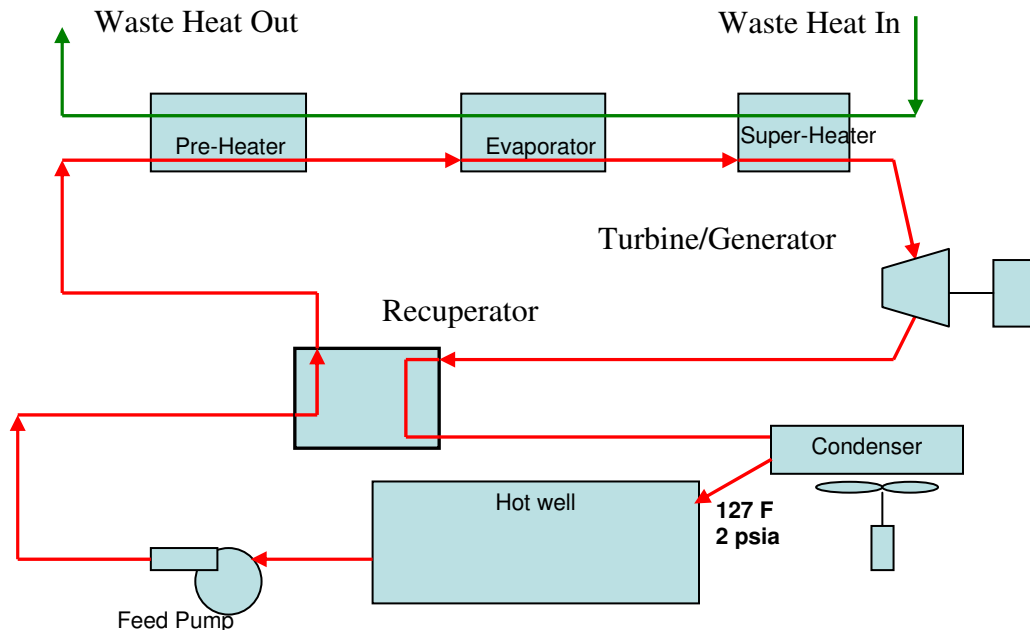 Waste Heat Out
Waste Heat In
Pre-Heater
Evaporator
Super-Heater
Turbine/Generator
Recuperator
Condenser
Hot well
127 F
2 psia
Feed Pump